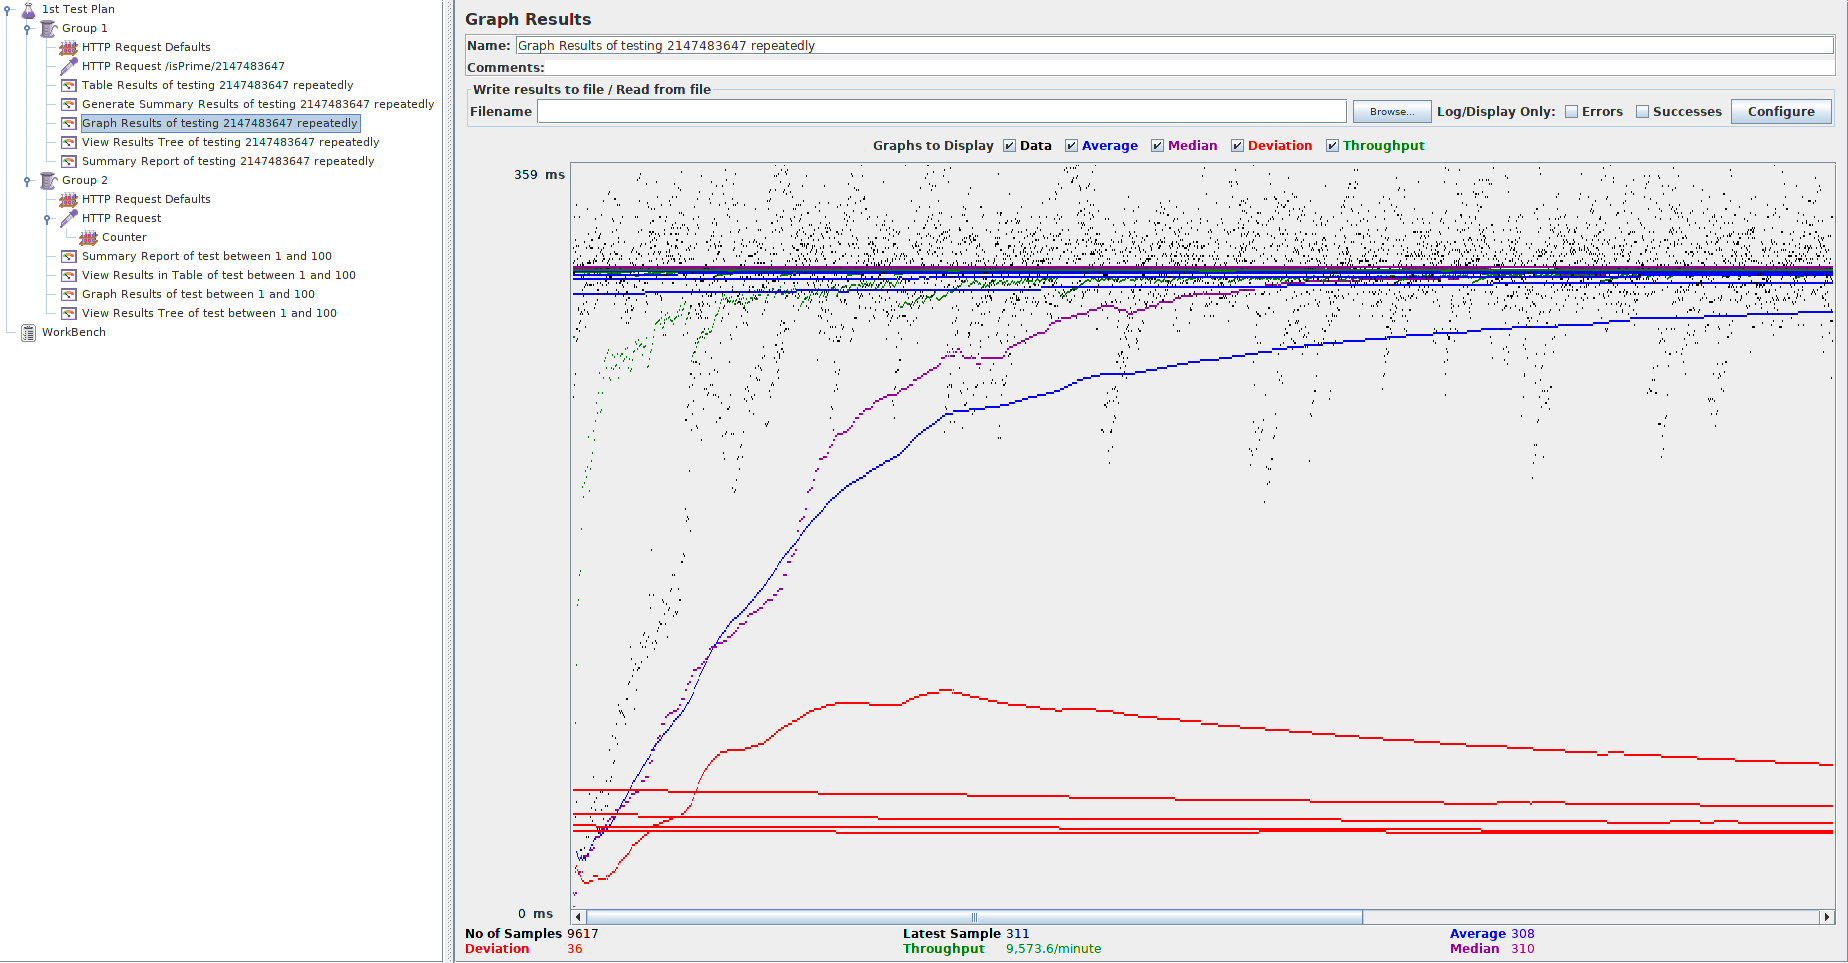 1st Test Plan
Group 1
HTTP Request Defaults
HTTP Request /isPrime/2147483647
Table Results of testing 2147483647 repeatedly
Generate Summary Results of testing 2147483647 repeatedly
Graph Results of testing 2147483647 repeatedly
View Results Tree of testing 2147483647 repeatedly
Summary Report of testing 2147483647 repeatedly
Group 2
HTTP Request Defaults
HTTP Request
Counter
Summary Report of test between 1 and 100
View Results in Table of test between 1 and 100
Graph Results of test between 1 and 100
View Results Tree of test between 1 and 100
WorkBench
Graph Results
Name: Graph Results of testing 2147483647 repeatedly
Comments:
Write results to file / Read from file
Filename Browse... Log/Display Only: Errors Successes Configure
Graphs to Display Data Average Median Deviation Throughput
359 ms
0 ms
No of Samples 9617 Latest Sample 311 Average 308
Deviation 36 Throughput 9,573.6/minute Median 310